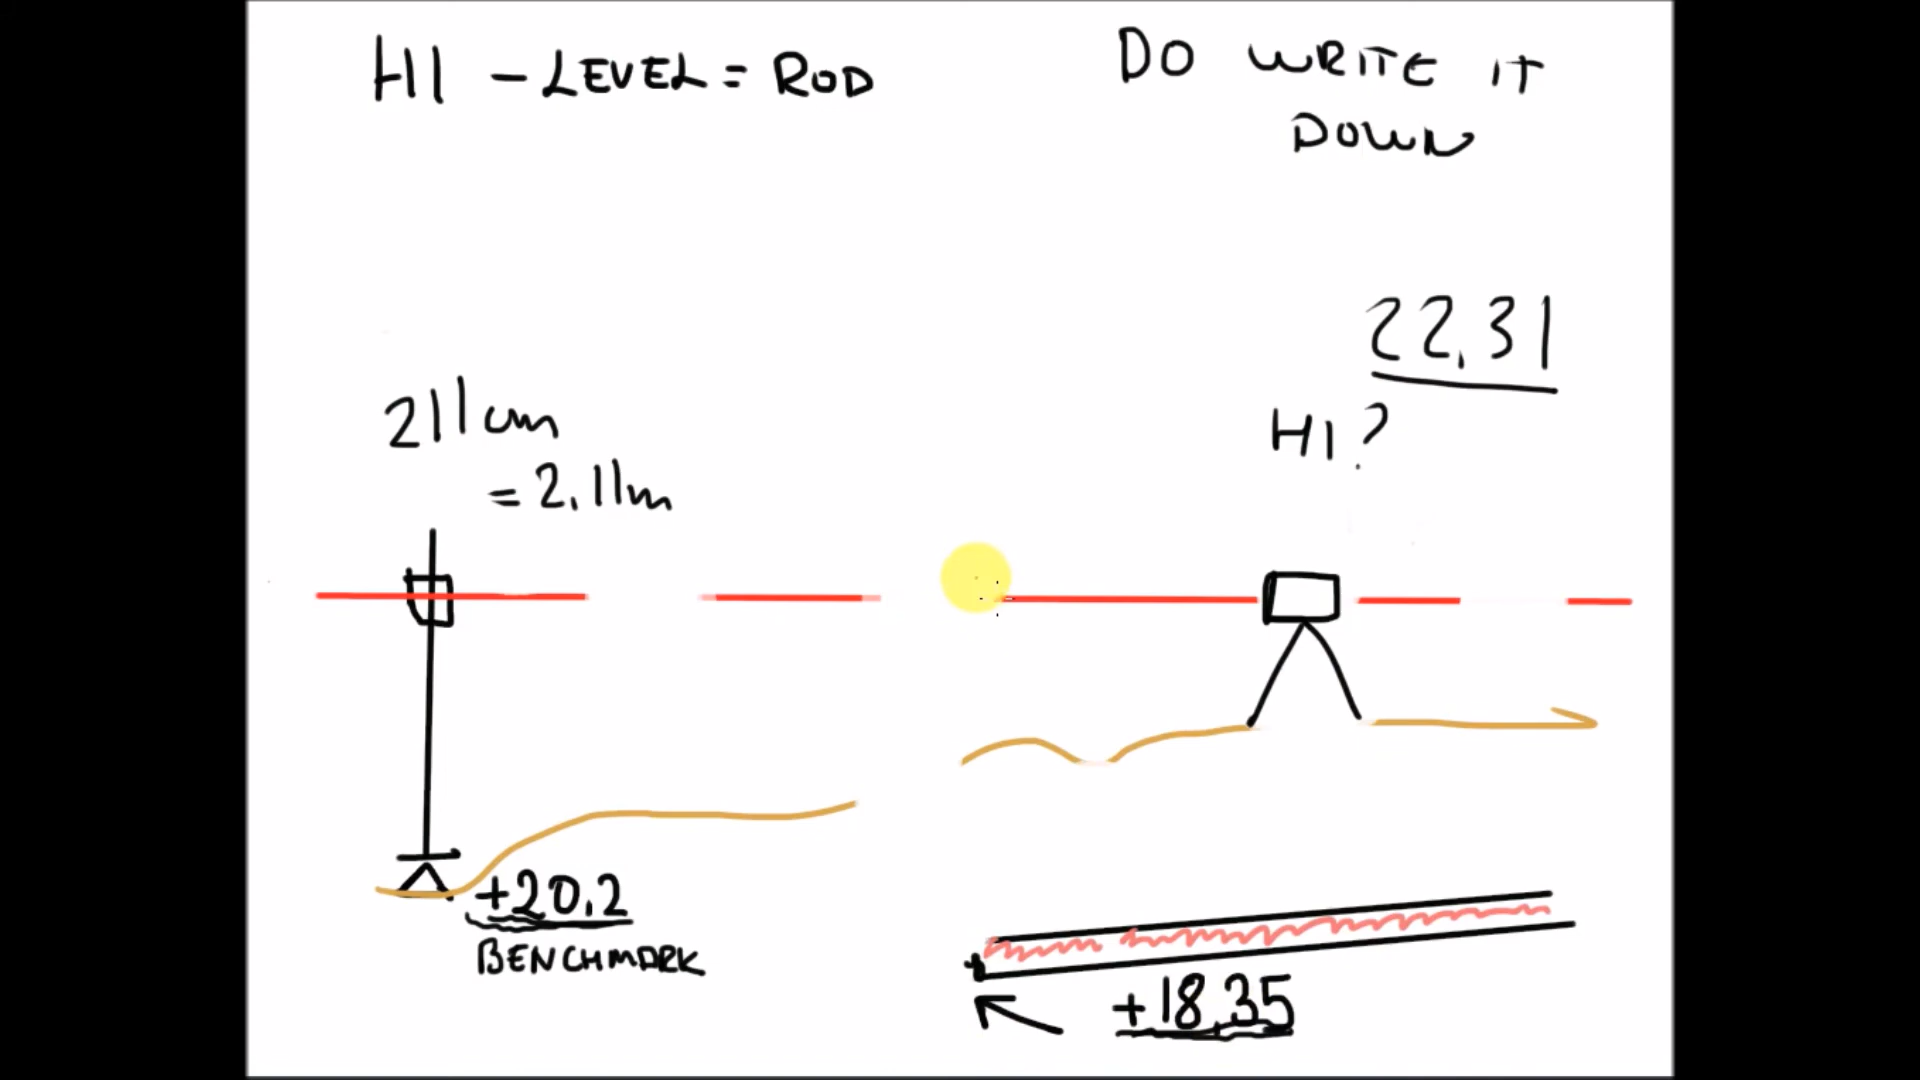 HI - LEVEL = ROD
DO WRITE IT
DOWN
22.31
HI?
211cm
= 2.11m
+20.2
BENCHMARK
+18.35